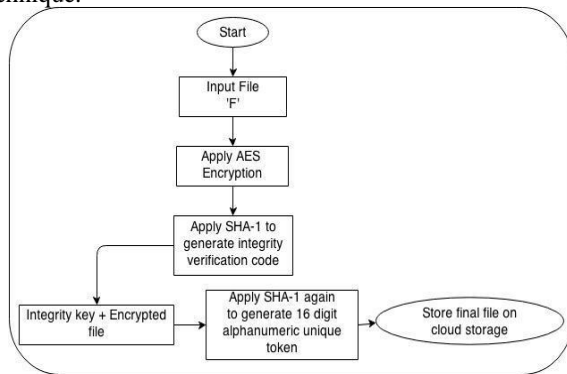 Start
Input File
'F'
Apply AES
Encryption
Apply SHA-1 to
generate integrity
verification code
Integrity key + Encrypted
file
Apply SHA-1 again
to generate 16 digit
alphanumeric unique
token
Store final file on
cloud storage